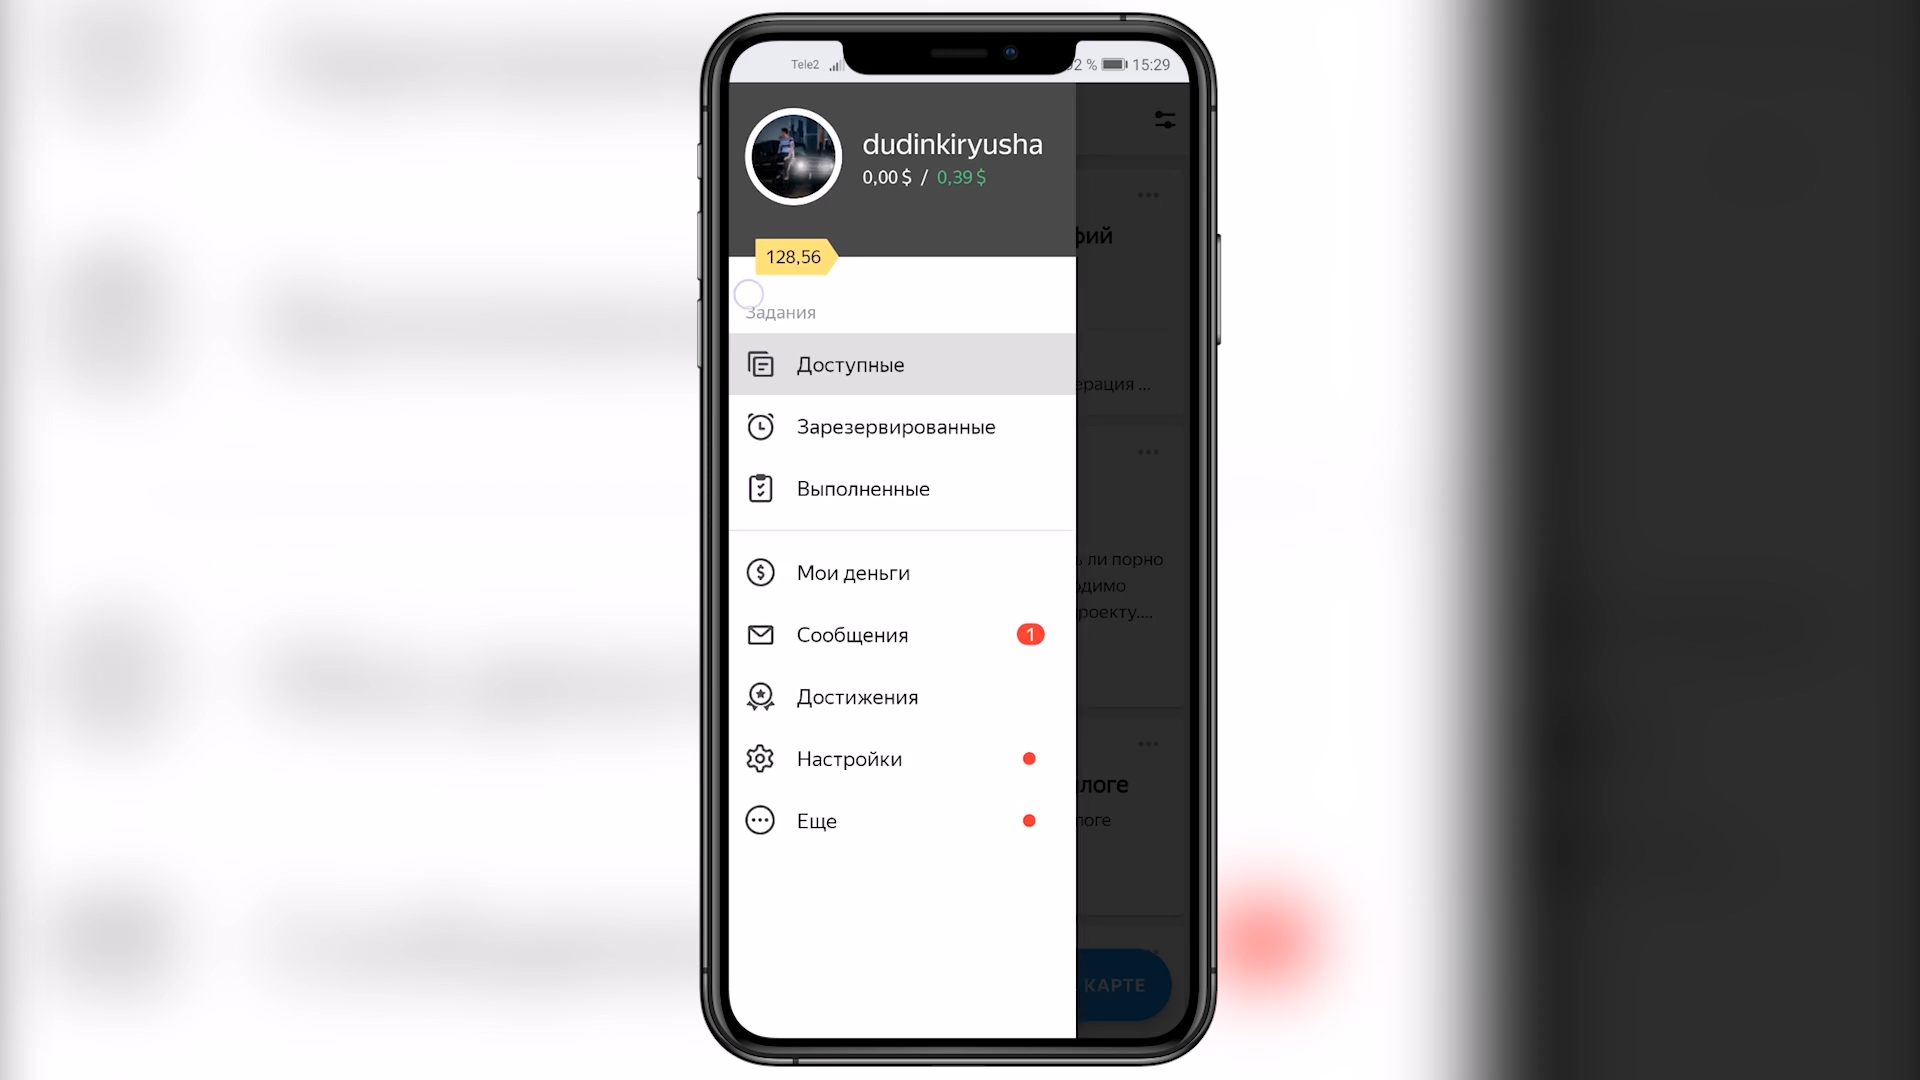 Tele2
2 % 15:29
dudinkiryusha
0,00 $ / 0,39 $
128,56
Задания
Доступные
Зарезервированные
Выполненные
Мои деньги
Сообщения 1
Достижения
Настройки
Еще
фий
ерация ...
ли порно
димо
роекту....
логе
логе
КАРТЕ